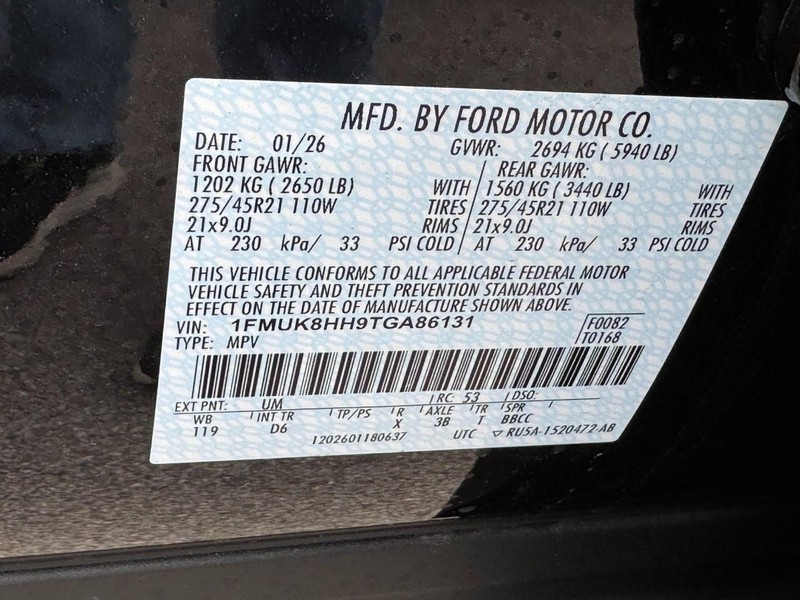 MFD. BY FORD MOTOR CO.
DATE: 01/26 GVWR: 2694 KG ( 5940 LB)
FRONT GAWR: REAR GAWR:
1202 KG ( 2650 LB) WITH 1560 KG ( 3440 LB) WITH
275/45R21 110W TIRES 275/45R21 110W TIRES
21x9.0J RIMS 21x9.0J RIMS
AT 230 kPa/ 33 PSI COLD AT 230 kPa/ 33 PSI COLD
THIS VEHICLE CONFORMS TO ALL APPLICABLE FEDERAL MOTOR
VEHICLE SAFETY AND THEFT PREVENTION STANDARDS IN
EFFECT ON THE DATE OF MANUFACTURE SHOWN ABOVE.
VIN: 1FMUK8HH9TGA86131 F0082
TYPE: MPV T0168
EXT PNT: UM RC: 53 DSO:
WB INT TR TP/PS R AXLE TR SPR
119 D6 X 3B T BBCC
1202601180637 UTC ▽ RU5A-1520472-AB